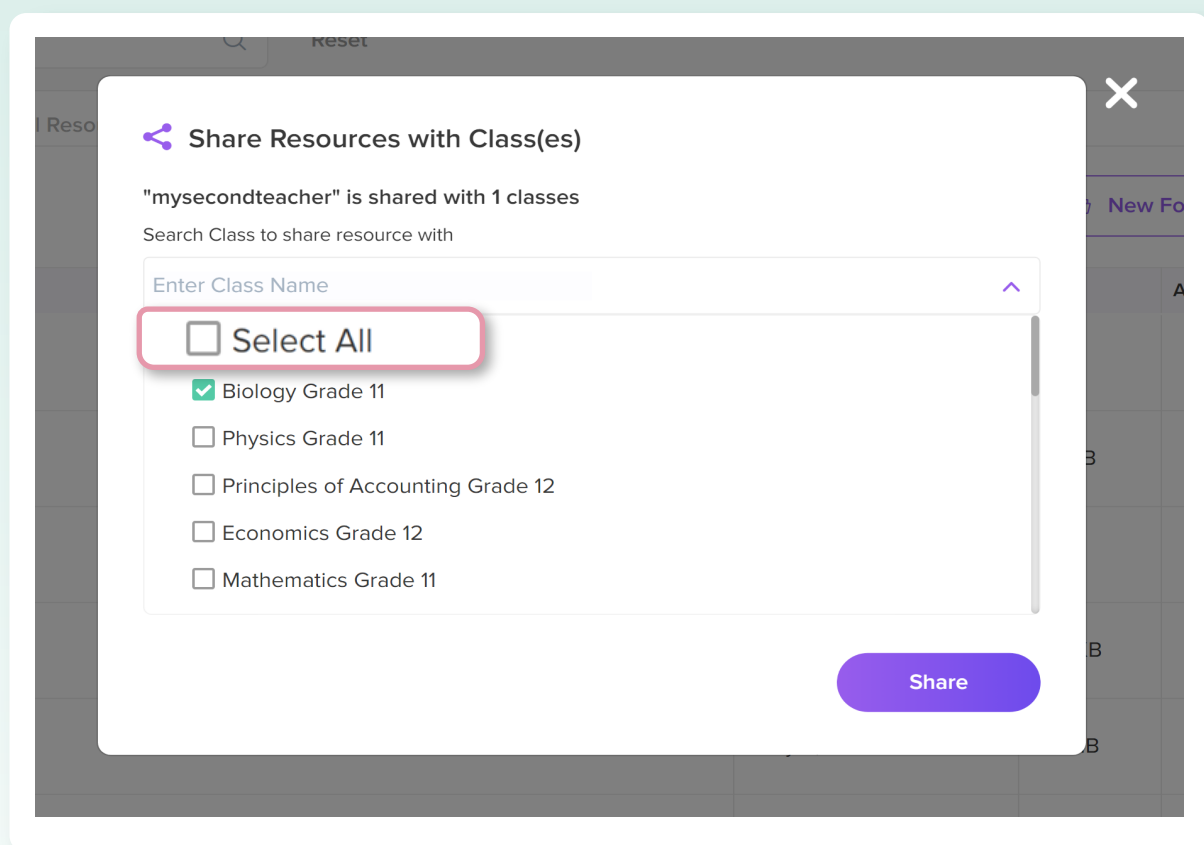 Reset
l Reso
Share Resources with Class(es)
"mysecondteacher" is shared with 1 classes
New Fo
Search Class to share resource with
Enter Class Name
A
Select All
Biology Grade 11
Physics Grade 11
B
Principles of Accounting Grade 12
Economics Grade 12
Mathematics Grade 11
B
Share
B